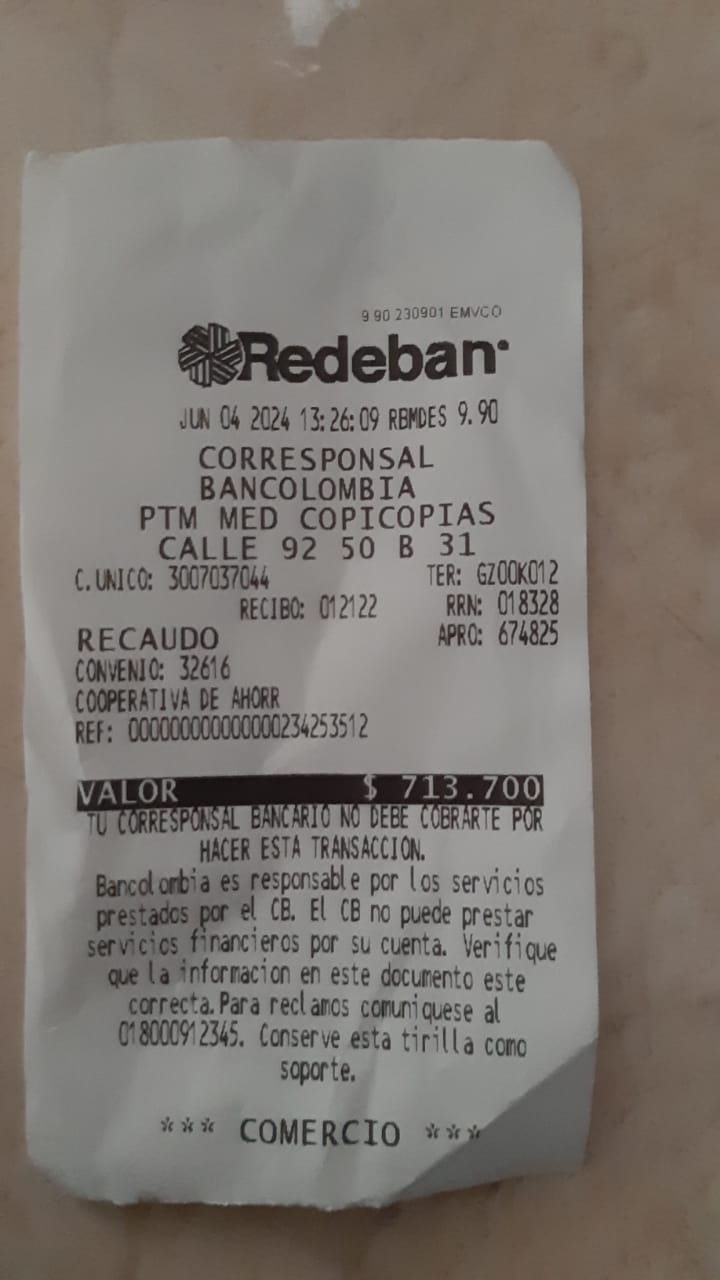 9.90 230901 EMVCO
Redeban
JUN 04 2024 13:26:09 RBMDES 9.90
CORRESPONSAL
BANCOLOMBIA
PTM MED COPICOPIAS
CALLE 92 50 B 31
C.UNICO: 3007037044 TER: GZOOK012
RECIBO: 012122 RRN: 018328
RECAUDO APRO: 674825
CONVENIO: 32616
COOPERATIVA DE AHORR
REF: 000000000000000234253512
VALOR $ 713.700
TU CORRESPONSAL BANCARIO NO DEBE COBRARTE POR
HACER ESTA TRANSACCION.
Bancolombia es responsable por los servicios
prestados por el CB. El CB no puede prestar
servicios financieros por su cuenta. Verifique
que la informacion en este documento este
correcta.Para reclamos comuniquese al
018000912345. Conserve esta tirilla como
soporte.
*** COMERCIO ***